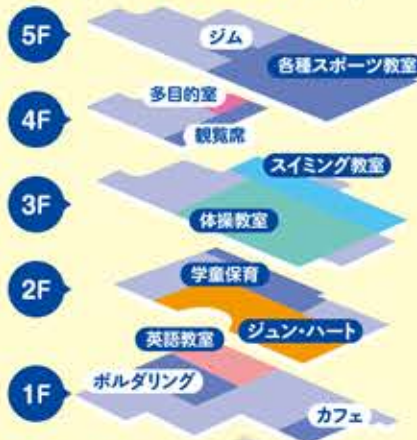 5F
ジム
各種スポーツ教室
4F
多目的室
観覧席
3F
スイミング教室
体操教室
2F
学童保育
ジュン・ハート
1F
英語教室
ボルダリング
カフェ